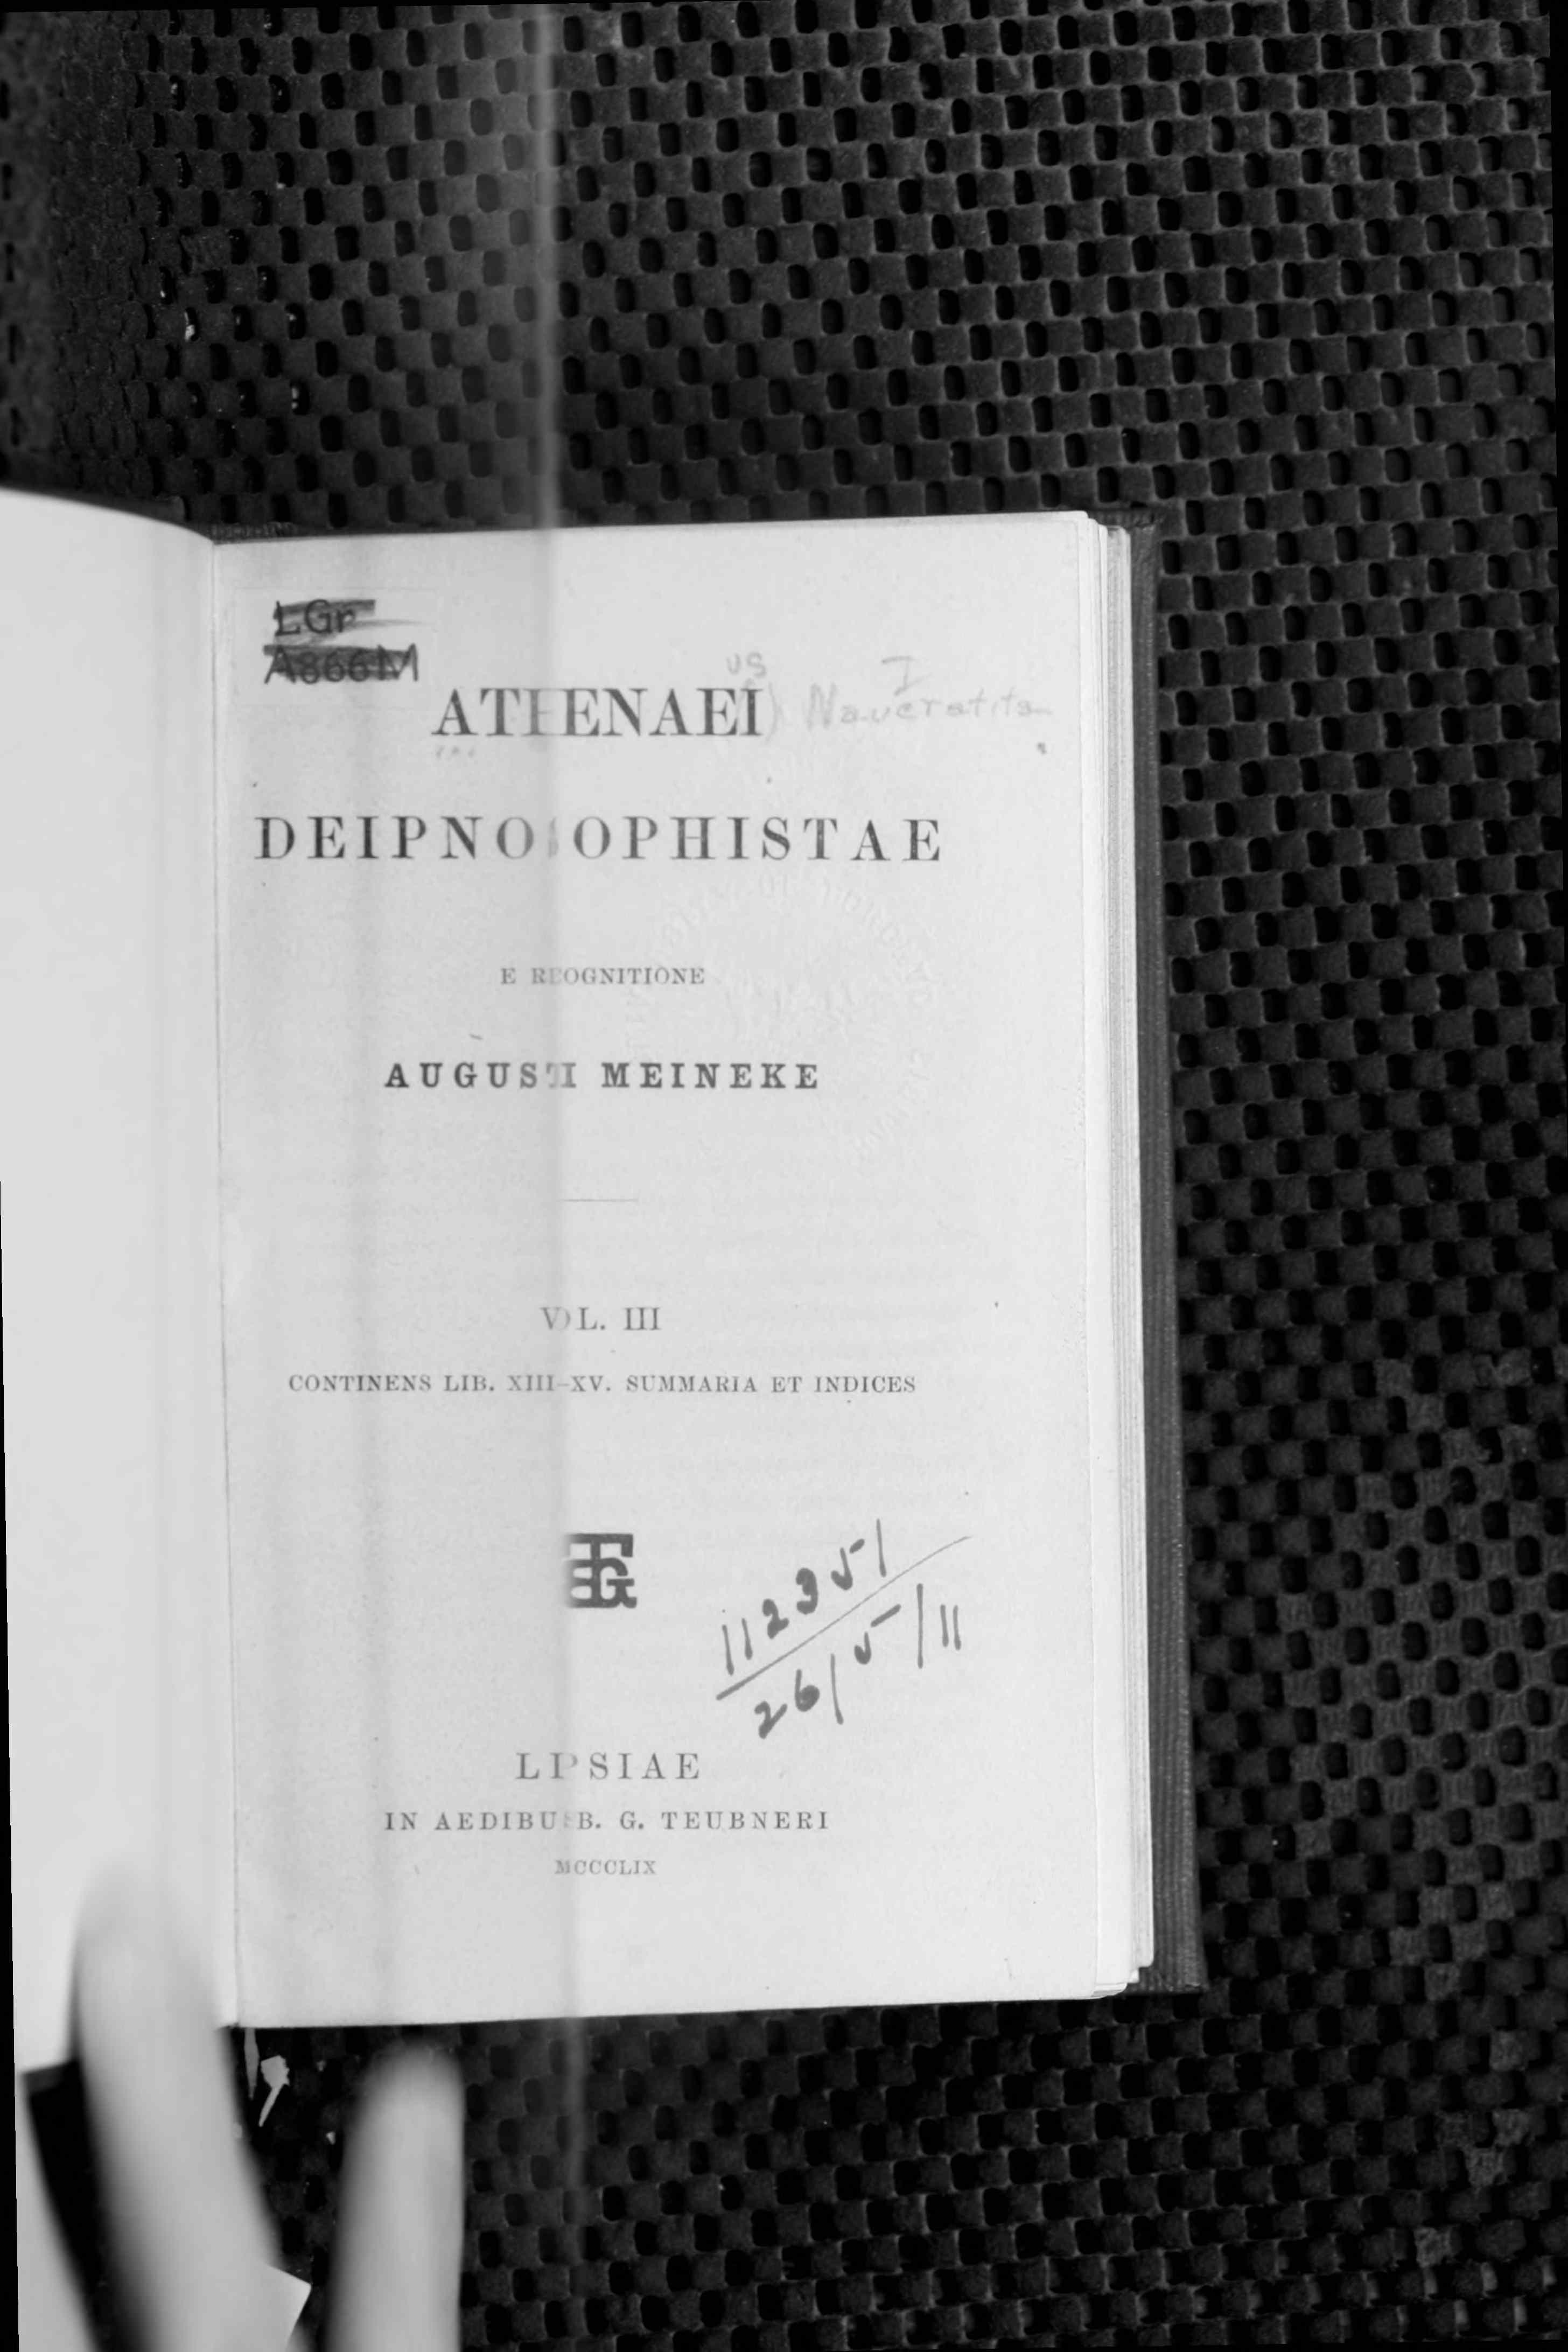 LGr
A866M
us I
ATHENAEI) Naucratita
DEIPNOSOPHISTAE
E RECOGNITIONE
AUGUSTI MEINEKE
VOL. III
CONTINENS LIB. XIII-XV. SUMMARIA ET INDICES
BTG
112351
26/5/11
LIPSIAE
IN AEDIBUS B. G. TEUBNERI
MCCCLIX